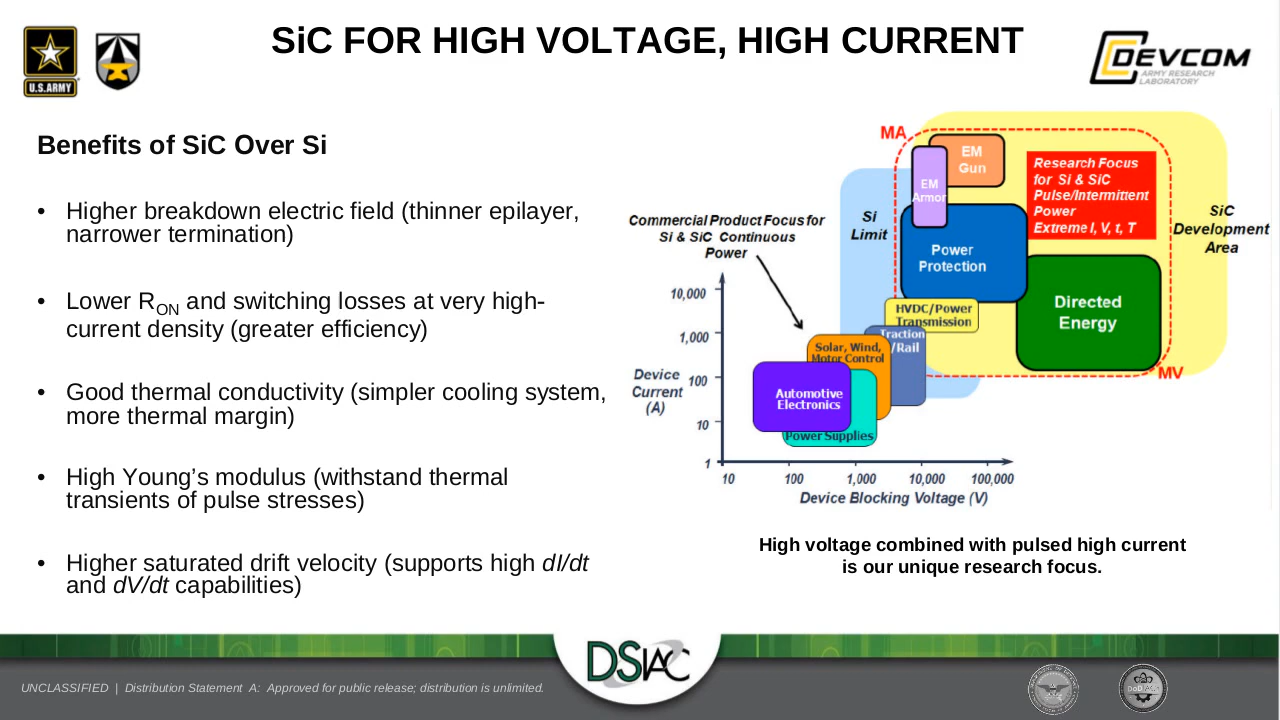 SiC FOR HIGH VOLTAGE, HIGH CURRENT
U.S.ARMY
DEVCOM
ARMY RESEARCH
LABORATORY
Benefits of SiC Over Si
• Higher breakdown electric field (thinner epilayer,
narrower termination)
• Lower RON and switching losses at very high-
current density (greater efficiency)
• Good thermal conductivity (simpler cooling system,
more thermal margin)
• High Young’s modulus (withstand thermal
transients of pulse stresses)
• Higher saturated drift velocity (supports high dI/dt
and dV/dt capabilities)
MA
EM
Gun
EM
Armor
Research Focus
for Si & SiC
Pulse/Intermittent
Power
Extreme I, V, t, T
Commercial Product Focus for
Si & SiC Continuous
Power
Si
Limit
SiC
Development
Area
Power
Protection
Directed
Energy
HVDC/Power
Transmission
Traction
/Rail
Solar, Wind,
Motor Control
Automotive
Electronics
Power Supplies
MV
Device
Current
(A)
10,000
1,000
100
10
1
10 100 1,000 10,000 100,000
Device Blocking Voltage (V)
High voltage combined with pulsed high current
is our unique research focus.
DSIAC
UNCLASSIFIED | Distribution Statement A: Approved for public release; distribution is unlimited.